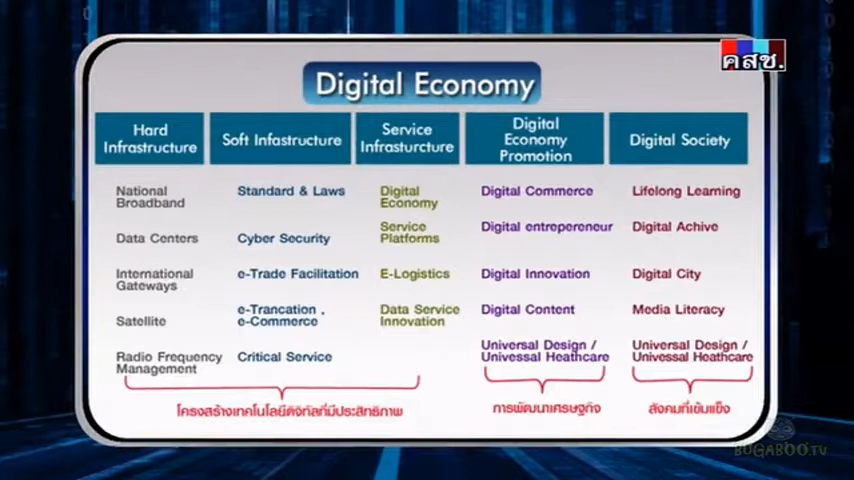 คสช.
Digital Economy
Hard
Infrastructure
Soft Infastructure
Service
Infrasturcture
Digital
Economy
Promotion
Digital Society
National
Broadband
Data Centers
International
Gateways
Satellite
Radio Frequency
Management
Standard & Laws
Cyber Security
e-Trade Facilitation
e-Trancation ,
e-Commerce
Critical Service
Digital
Economy
Service
Platforms
E-Logistics
Data Service
Innovation
Digital Commerce
Digital entrepereneur
Digital Innovation
Digital Content
Universal Design /
Univessal Heathcare
Lifelong Learning
Digital Achive
Digital City
Media Literacy
Universal Design /
Univessal Heathcare
โครงสร้างเทคโนโลยีดิจิทัลที่มีประสิทธิภาพ
การพัฒนาเศรษฐกิจ
สังคมที่เข้มแข็ง
BUGABOO.TV